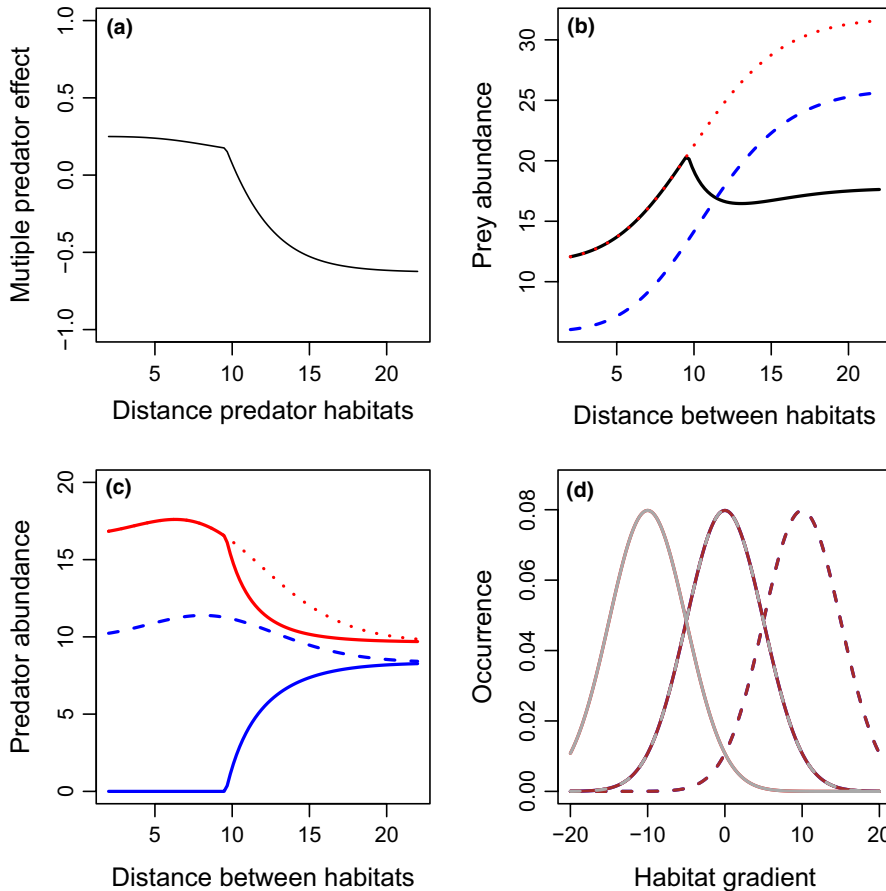 (a)
Mutiple predator effect
1.0
0.5
0.0
−0.5
−1.0
5 10 15 20
Distance predator habitats
(b)
Prey abundance
30
25
20
15
10
5 10 15 20
Distance between habitats
(c)
Predator abundance
20
15
10
5
0
5 10 15 20
Distance between habitats
(d)
Occurrence
0.08
0.06
0.04
0.02
0.00
−20 −10 0 10 20
Habitat gradient